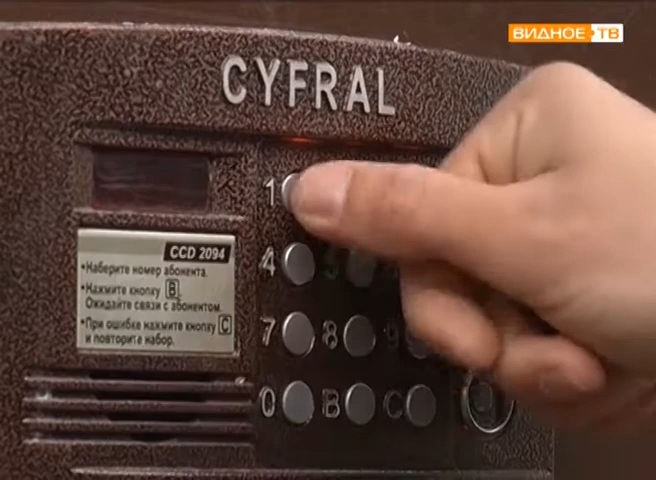 ВИДНОЕ ТВ
CYFRAL
CCD 2094
•Наберите номер абонента.
•Нажмите кнопку B
Ожидайте связи с абонентом.
•При ошибке нажмите кнопку C
и повторите набор.
1
4 5
7 8 9
0 B C